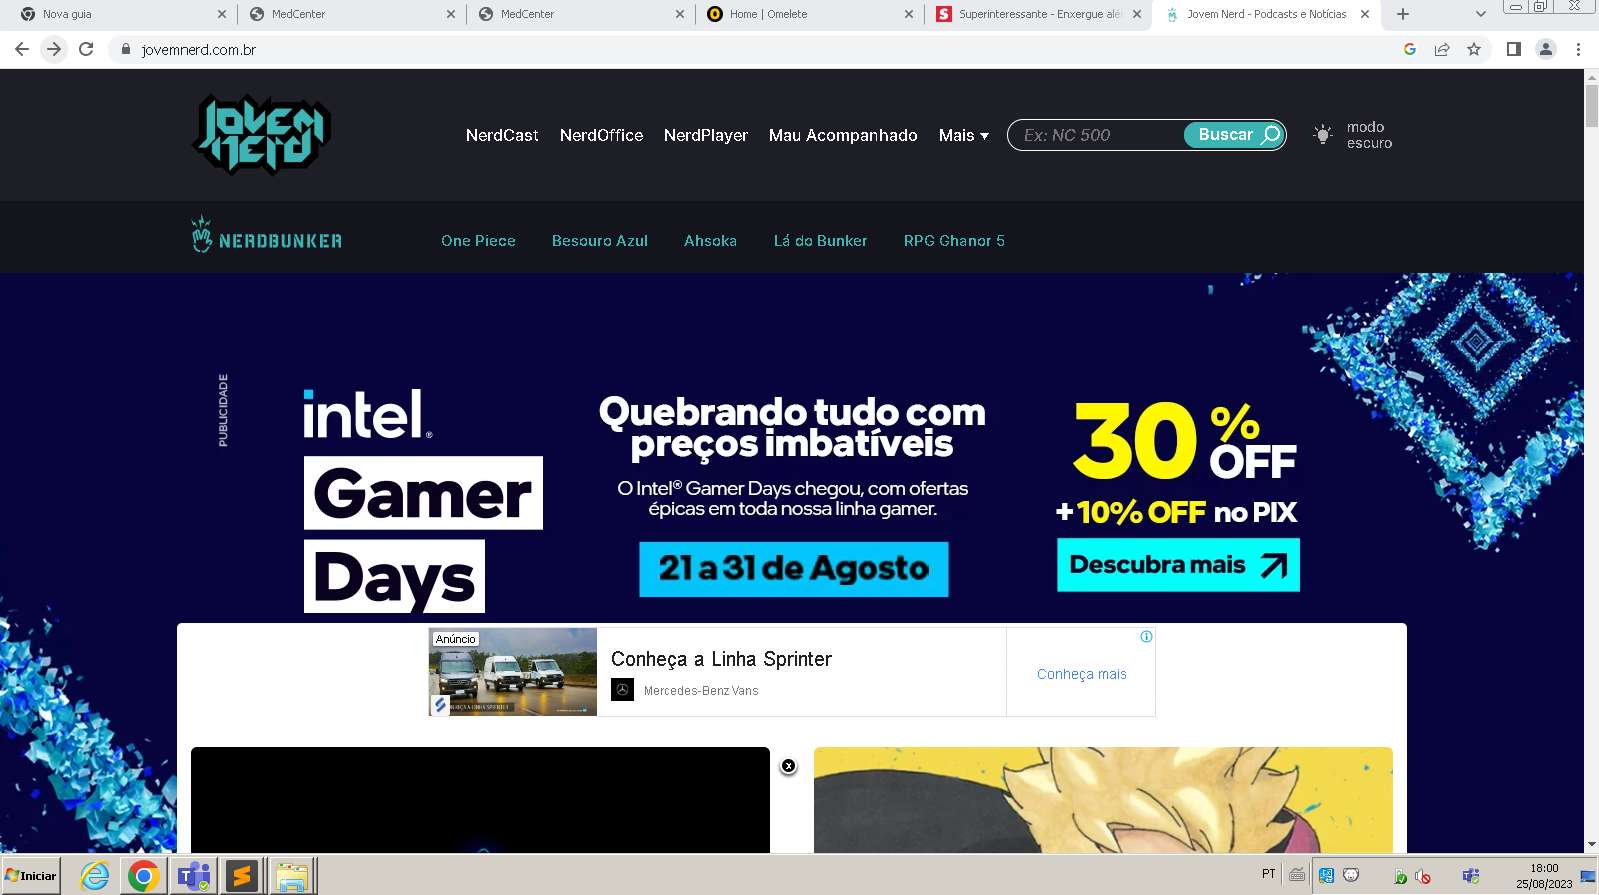 Nova guia
MedCenter
MedCenter
Home | Omelete
Superinteressante - Enxergue alé
Jovem Nerd - Podcasts e Notícias
jovemnerd.com.br
JOVEM
NERD
NerdCast
NerdOffice
NerdPlayer
Mau Acompanhado
Mais
Ex: NC 500
Buscar
modo
escuro
NERDBUNKER
One Piece
Besouro Azul
Ahsoka
Lá do Bunker
RPG Ghanor 5
PUBLICIDADE
intel.
Gamer
Days
Quebrando tudo com
preços imbatíveis
O Intel® Gamer Days chegou, com ofertas
épicas em toda nossa linha gamer.
21 a 31 de Agosto
30%
OFF
+10% OFF no PIX
Descubra mais
Anúncio
CONHEÇA A LINHA SPRINTER
Conheça a Linha Sprinter
Mercedes-Benz Vans
Conheça mais
Iniciar
PT
18:00
25/08/2023